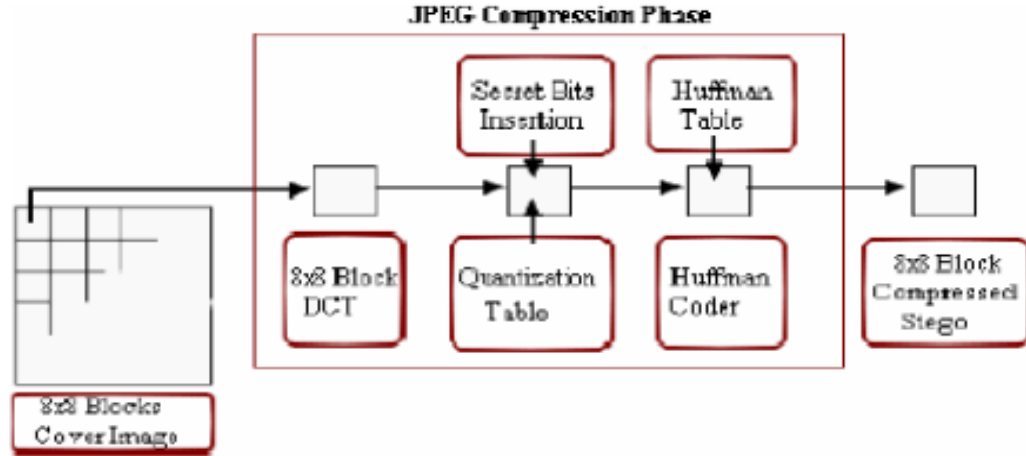 JPEG Compression Phase
Secret Bits
Insertion
Huffman
Table
8x8 Block
DCT
Quantization
Table
Huffman
Coder
8x8 Block
Compressed
Stego
8x8 Blocks
Cover Image